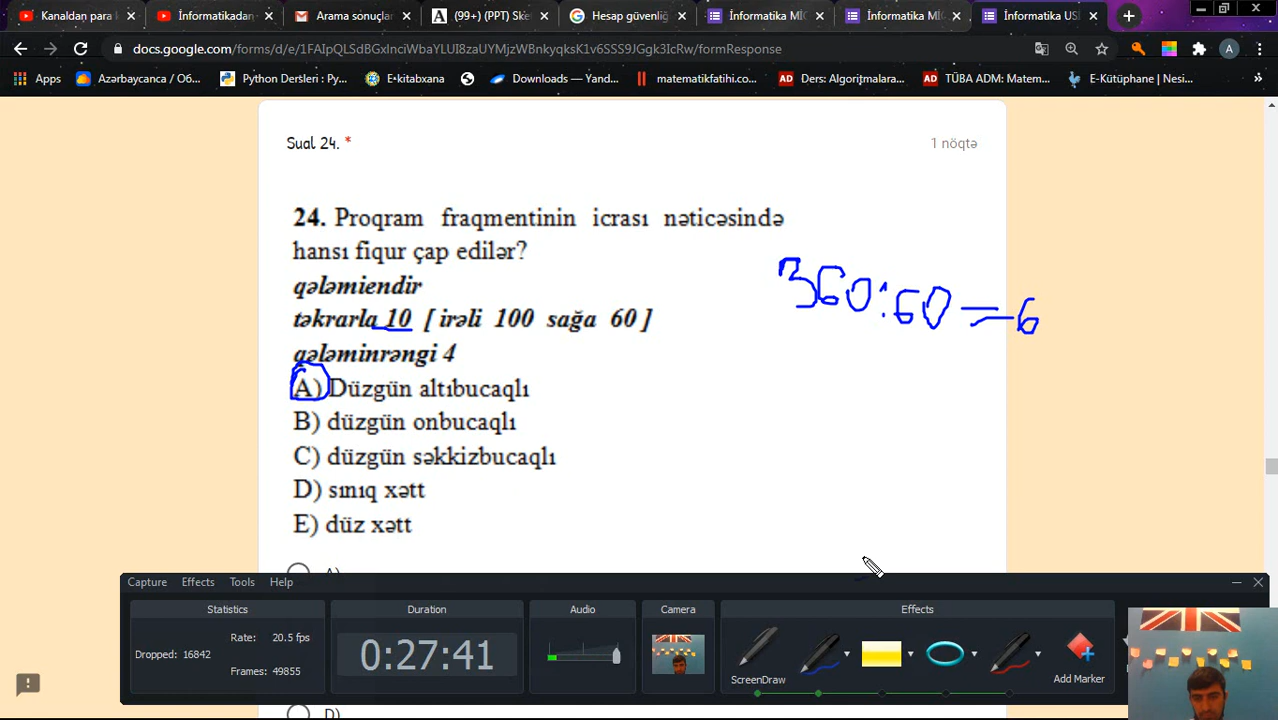 Kanaldan para k
İnformatikadan
Arama sonuçlar
(99+) (PPT) Ske
Hesap güvenliğ
İnformatika MİQ
İnformatika Mİ
İnformatika USİ
docs.google.com/forms/d/e/1FAIpQLSdBGxlnciWbaYLUI8zaUYMjzWBnkyqksK1v6SSS9JGgk3IcRw/formResponse
Apps
Azərbaycanca / Об...
Python Dersleri : Py...
E•kitabxana
Downloads — Yand...
matematikfatihi.co...
Ders: Algoritmalara...
TÜBA ADM: Matem...
E-Kütüphane | Nesi...
Sual 24. *
1 nöqtə
24. Proqram fraqmentinin icrası nəticəsində
hansı fiqur çap edilər?
qələmiendir
təkrarla 10 [ irəli 100 sağa 60 ]
qələminrəngi 4
A) Düzgün altıbucaqlı
B) düzgün onbucaqlı
C) düzgün səkkizbucaqlı
D) sınıq xətt
E) düz xətt
360:60=6
Capture Effects Tools Help
Statistics
Duration
Audio
Camera
Effects
Rate: 20.5 fps
Dropped: 16842
Frames: 49855
0:27:41
ScreenDraw
Add Marker